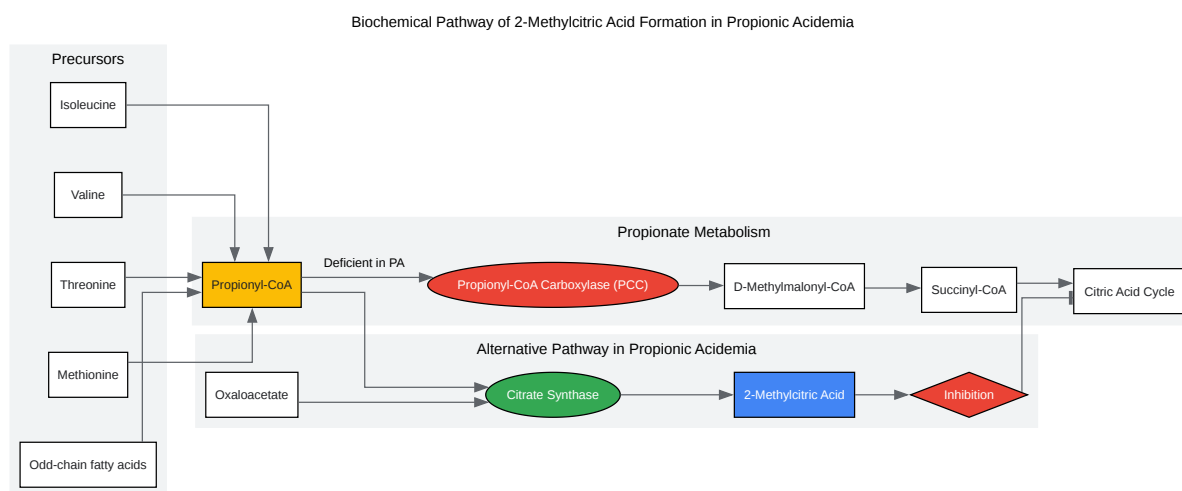 Biochemical Pathway of 2-Methylcitric Acid Formation in Propionic Acidemia
Precursors
Isoleucine
Valine
Threonine
Methionine
Odd-chain fatty acids
Propionate Metabolism
Propionyl-CoA
Deficient in PA
Propionyl-CoA Carboxylase (PCC)
D-Methylmalonyl-CoA
Succinyl-CoA
Citric Acid Cycle
Alternative Pathway in Propionic Acidemia
Oxaloacetate
Citrate Synthase
2-Methylcitric Acid
Inhibition